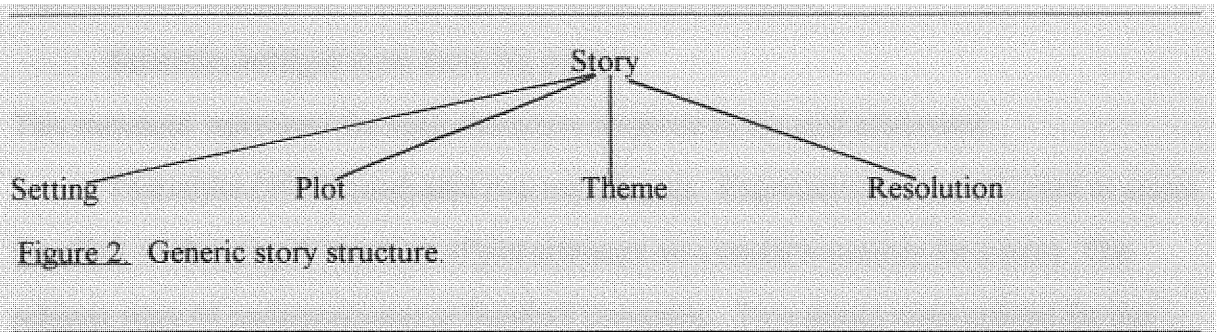 Story
Setting Plot Theme Resolution
Figure 2. Generic story structure.